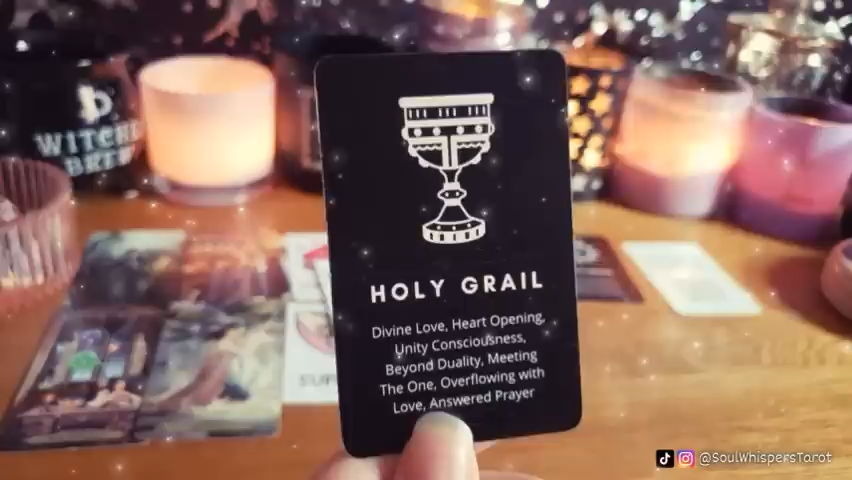 WITCHES
BREW
HOLY GRAIL
Divine Love, Heart Opening,
Unity Consciousness,
Beyond Duality, Meeting
The One, Overflowing with
Love, Answered Prayer
@SoulWhispersTarot